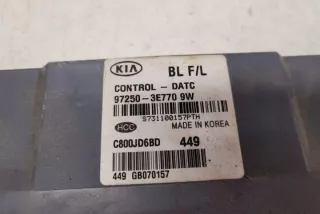 KIA BL F/L
CONTROL - DATC
97250-3E770 9W
S731100157PTH
HCC MADE IN KOREA
C800JD6BD 449
449 GB070157